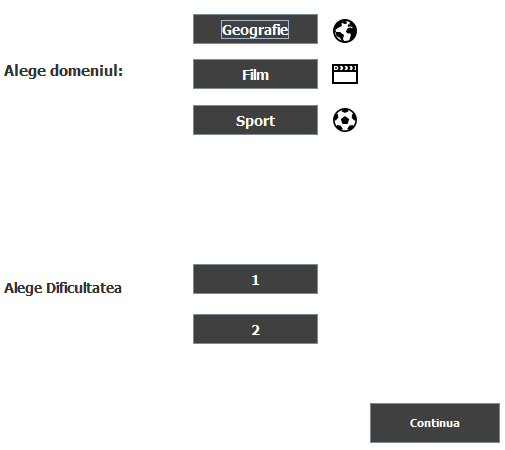 Geografie
Alege domeniul:
Film
Sport
Alege Dificultatea
1
2
Continua